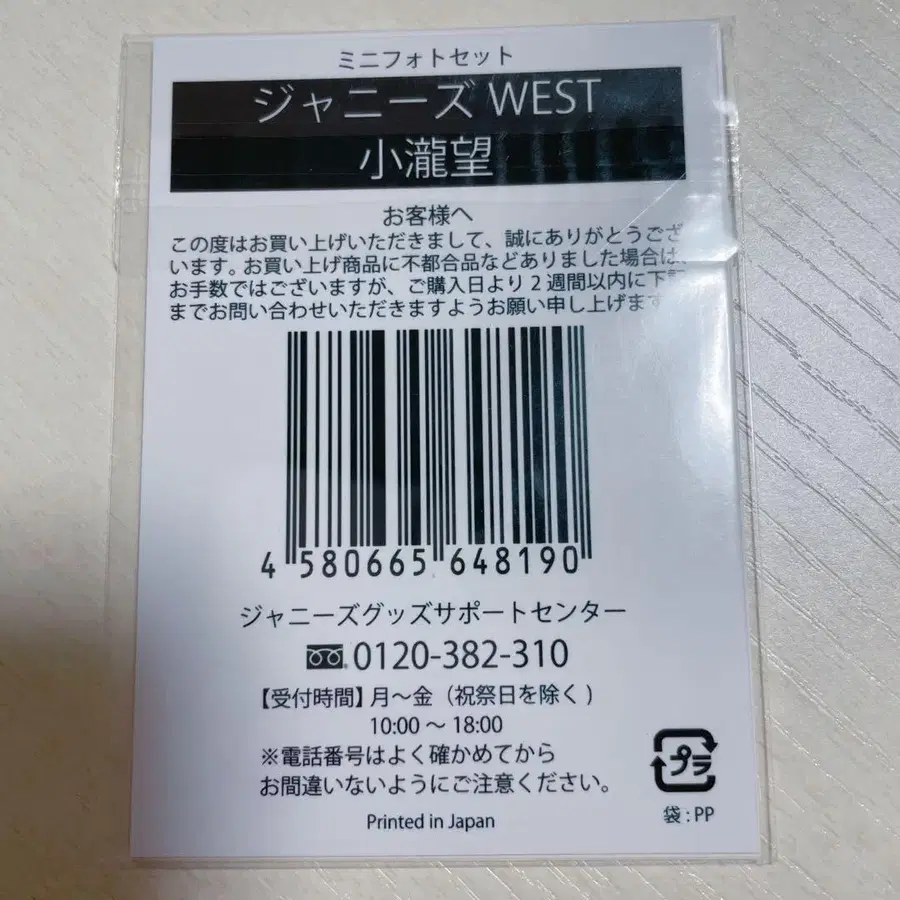 ミニフォトセット
ジャニーズ WEST
小瀧望
お客様へ
この度はお買い上げいただきまして、誠にありがとうござ
います。お買い上げ商品に不都合品などありました場合は、
お手数ではございますが、ご購入日より2週間以内に下記
までお問い合わせいただきますようお願い申し上げます
4 580665 648190
ジャニーズグッズサポートセンター
0120-382-310
【受付時間】月～金（祝祭日を除く）
10:00 ～ 18:00
※電話番号はよく確かめてから
お間違いないようにご注意ください。
プラ
袋 : PP
Printed in Japan